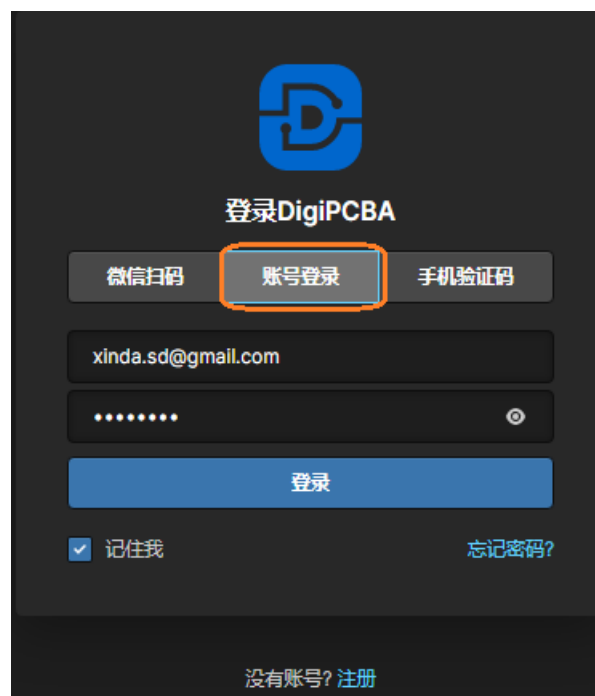 登录DigiPCBA
微信扫码 账号登录 手机验证码
xinda.sd@gmail.com
••••••••
登录
记住我 忘记密码?
没有账号? 注册